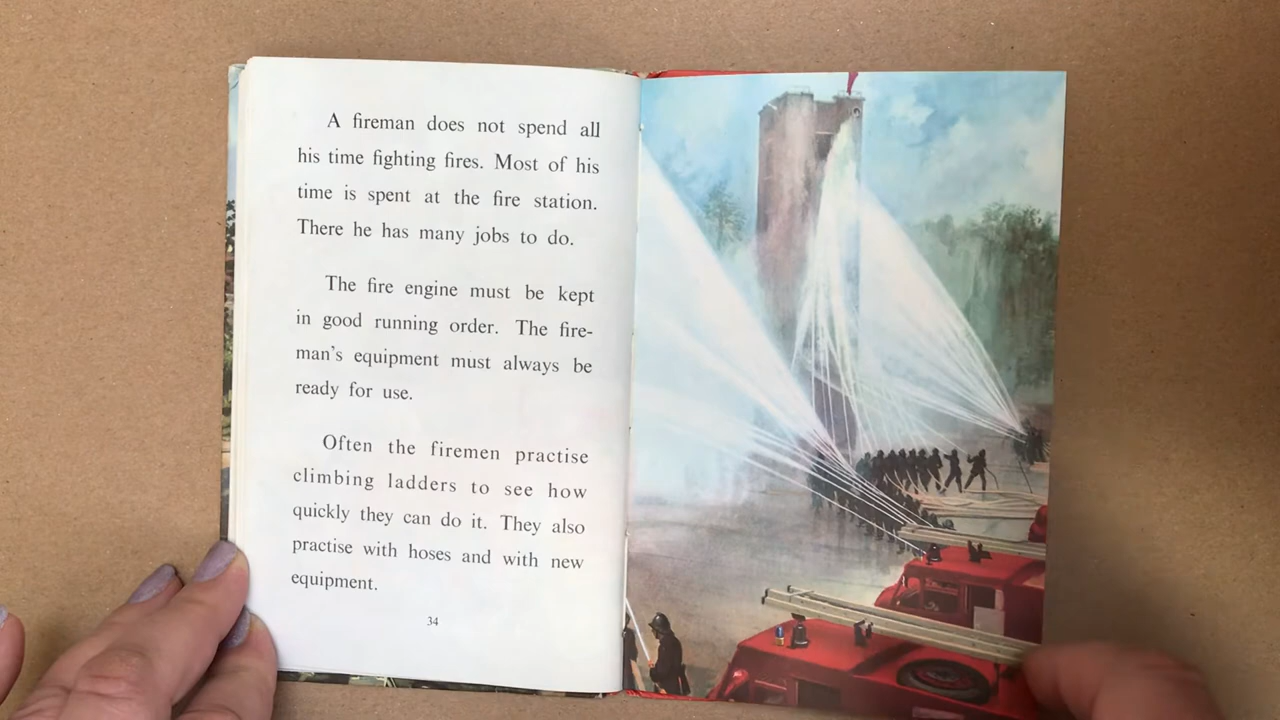 A fireman does not spend all
his time fighting fires. Most of his
time is spent at the fire station.
There he has many jobs to do.
The fire engine must be kept
in good running order. The fire-
man's equipment must always be
ready for use.
Often the firemen practise
climbing ladders to see how
quickly they can do it. They also
practise with hoses and with new
equipment.
34